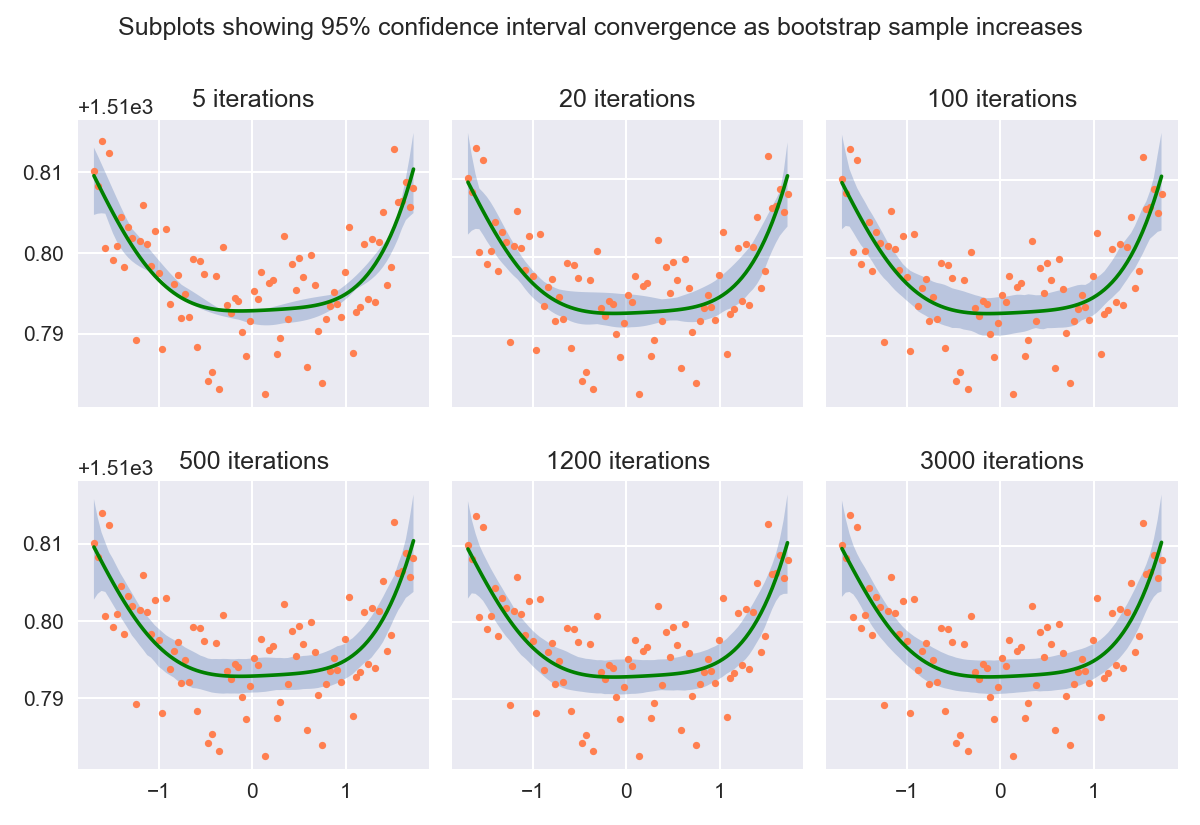 Subplots showing 95% confidence interval convergence as bootstrap sample increases
+1.51e3
5 iterations
20 iterations
100 iterations
0.81
0.80
0.79
+1.51e3
500 iterations
1200 iterations
3000 iterations
0.81
0.80
0.79
−1 0 1
−1 0 1
−1 0 1